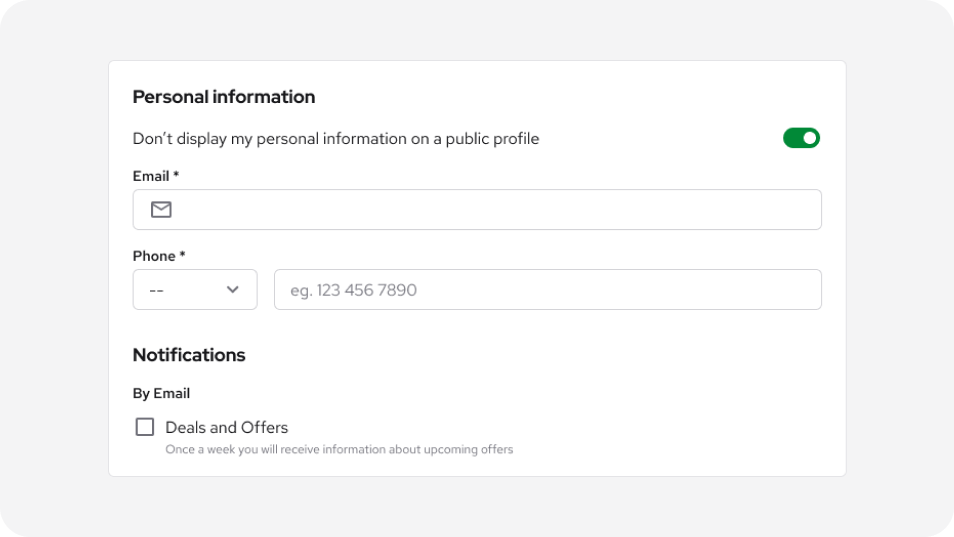 Personal information
Don’t display my personal information on a public profile
Email *
Phone *
--
eg. 123 456 7890
Notifications
By Email
Deals and Offers
Once a week you will receive information about upcoming offers